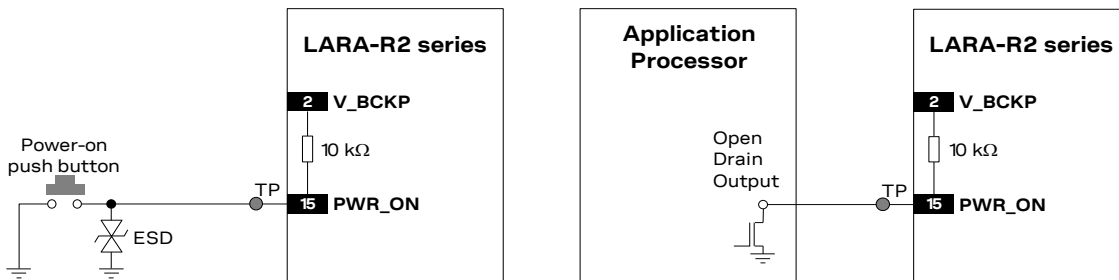 LARA-R2 series
2 V_BCKP
10 kΩ
Power-on
push button
TP
15 PWR_ON
ESD
Application
Processor
Open
Drain
Output
LARA-R2 series
2 V_BCKP
10 kΩ
TP
15 PWR_ON